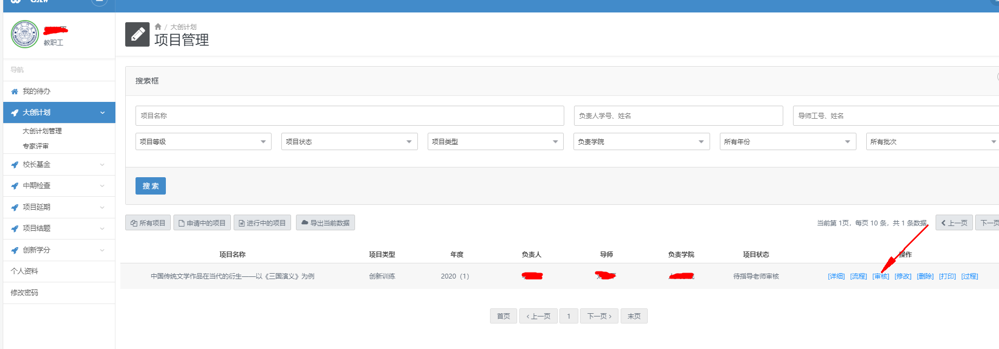 教职工
导航
我的待办
大创计划
大创计划管理
专家评审
校长基金
中期检查
项目延期
项目结题
创新学分
个人资料
修改密码
/ 大创计划
项目管理
搜索框
项目名称 负责人学号、姓名 导师工号、姓名
项目等级 项目状态 项目类型 负责学院 所有年份 所有批次
搜 索
所有项目 申请中的项目 进行中的项目 导出当前数据 当前第 1页，每页 10 条，共 1 条数据。 上一页 下一页
项目名称 项目类型 年度 负责人 导师 负责学院 项目状态 操作
中国传统文学作品在当代的衍生——以《三国演义》为例 创新训练 2020（1） 待指导老师审核 [详细] [流程] [审核] [修改] [删除] [打印] [过程]
首页 ‹ 上一页 1 下一页 › 末页